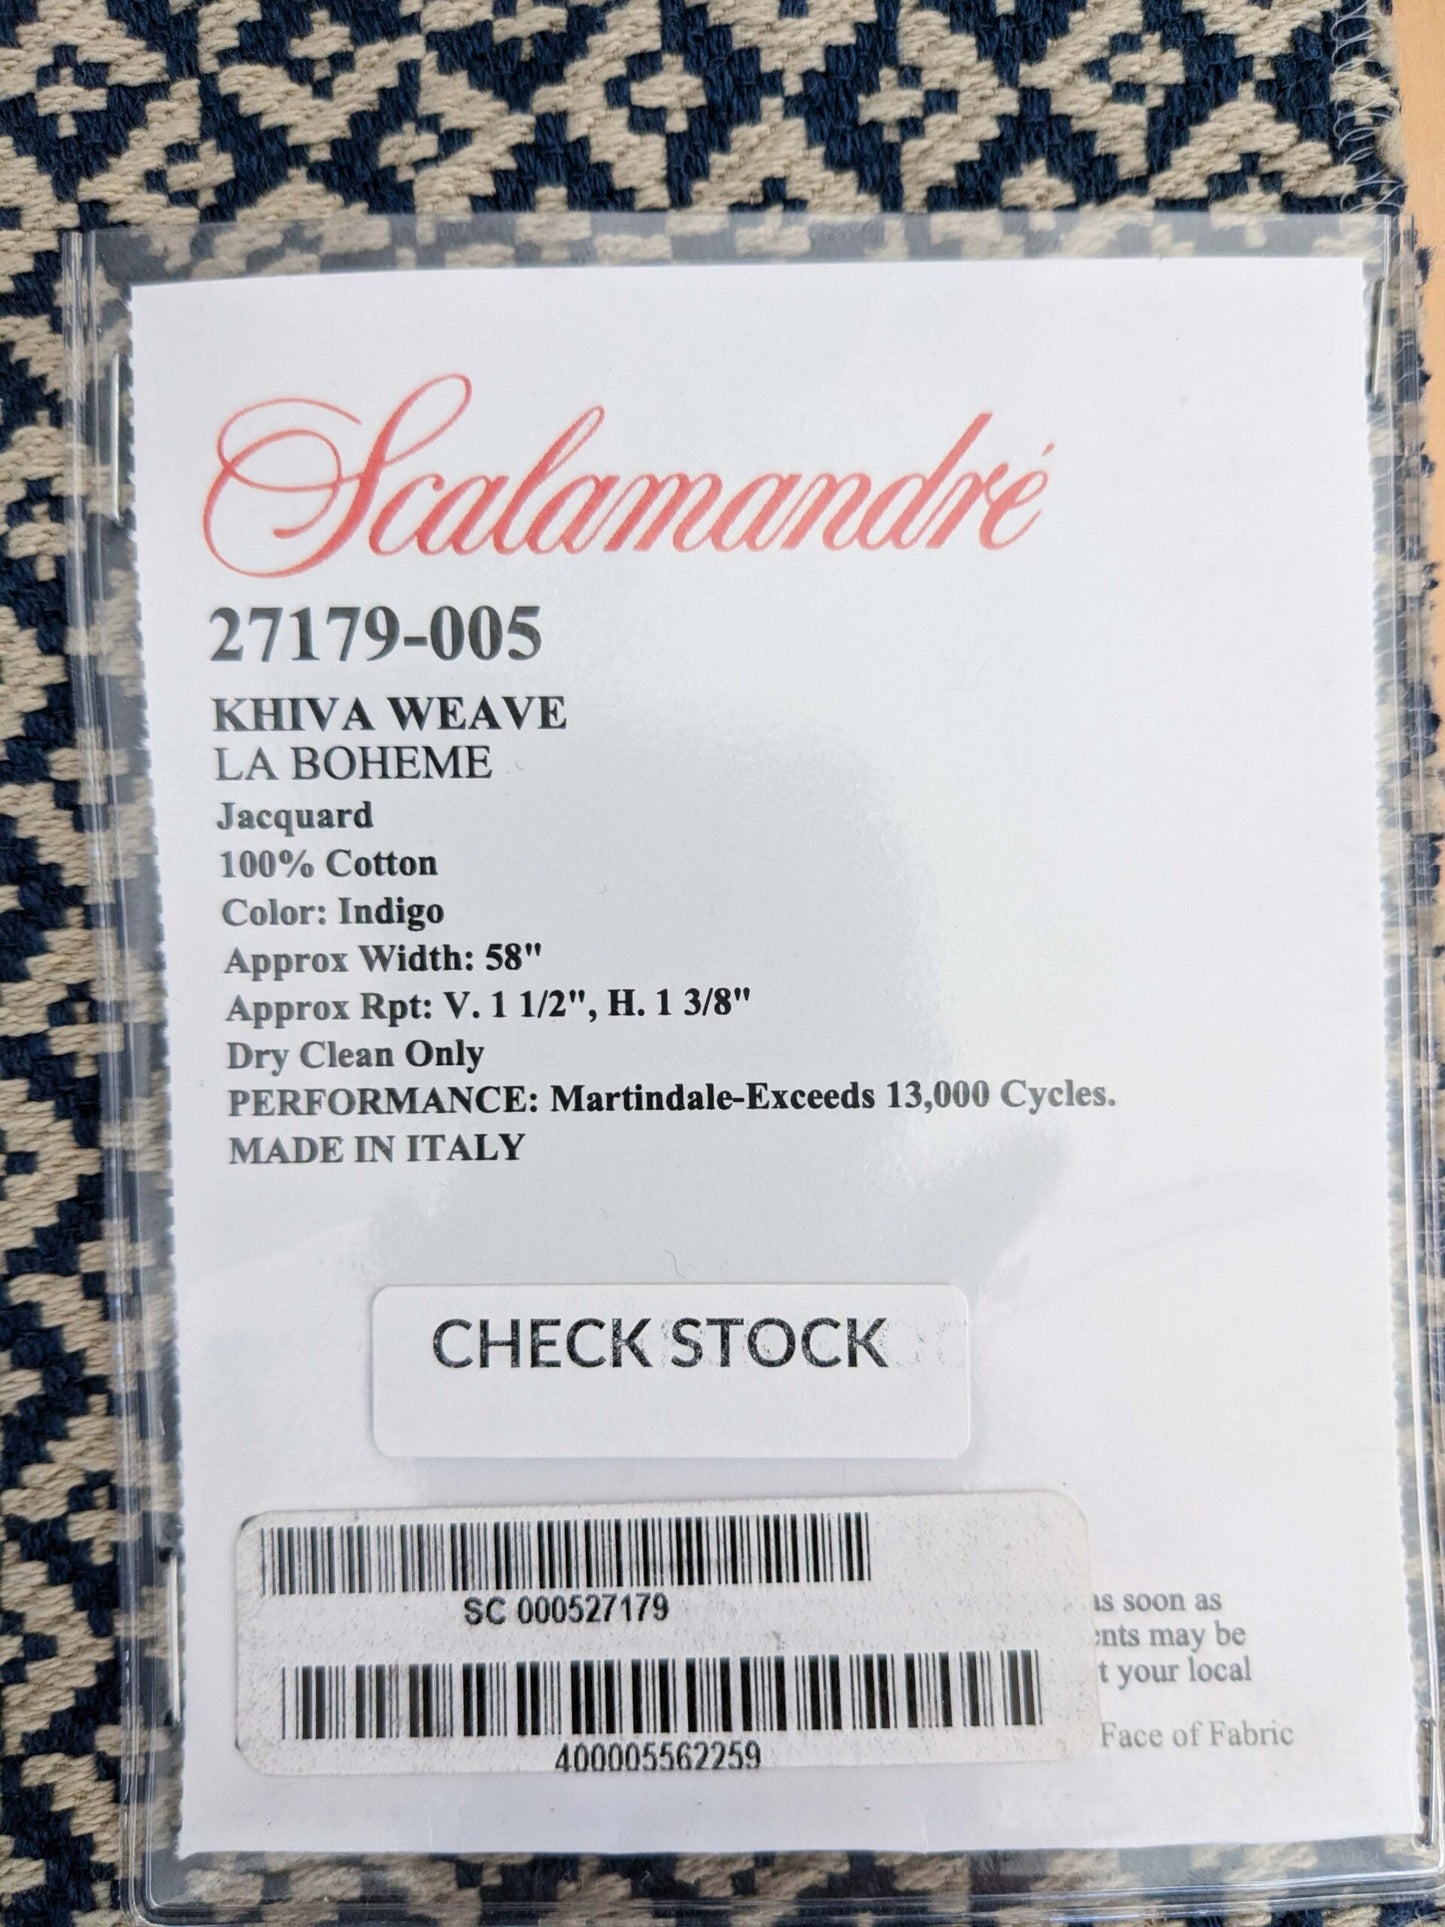 Scalamandré
27179-005
KHIVA WEAVE
LA BOHEME
Jacquard
100% Cotton
Color: Indigo
Approx Width: 58"
Approx Rpt: V. 1 1/2", H. 1 3/8"
Dry Clean Only
PERFORMANCE: Martindale-Exceeds 13,000 Cycles.
MADE IN ITALY
CHECK STOCK
SC 000527179
400005562259
as soon as
may be
your local
Face of Fabric